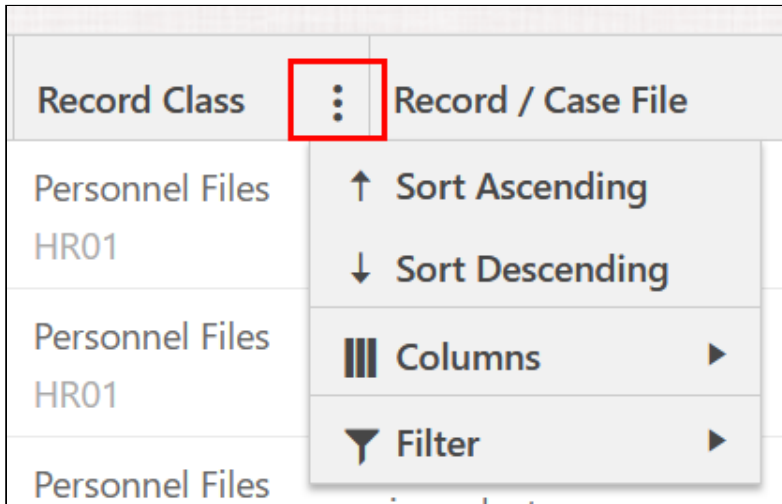 Record Class Record / Case File
Personnel Files
HR01
Sort Ascending
Sort Descending
Personnel Files
HR01
Columns
Filter
Personnel Files